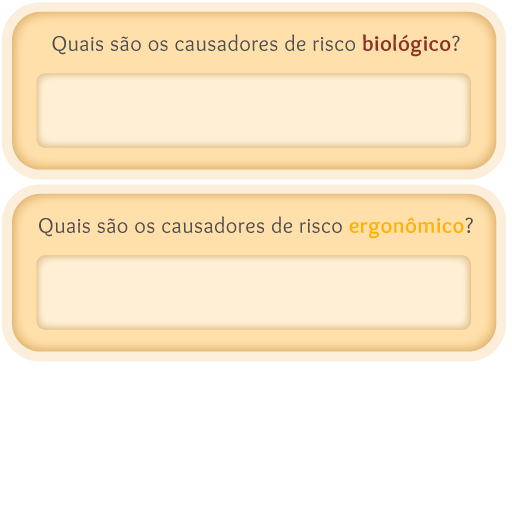 Quais são os causadores de risco biológico?
Quais são os causadores de risco ergonômico?